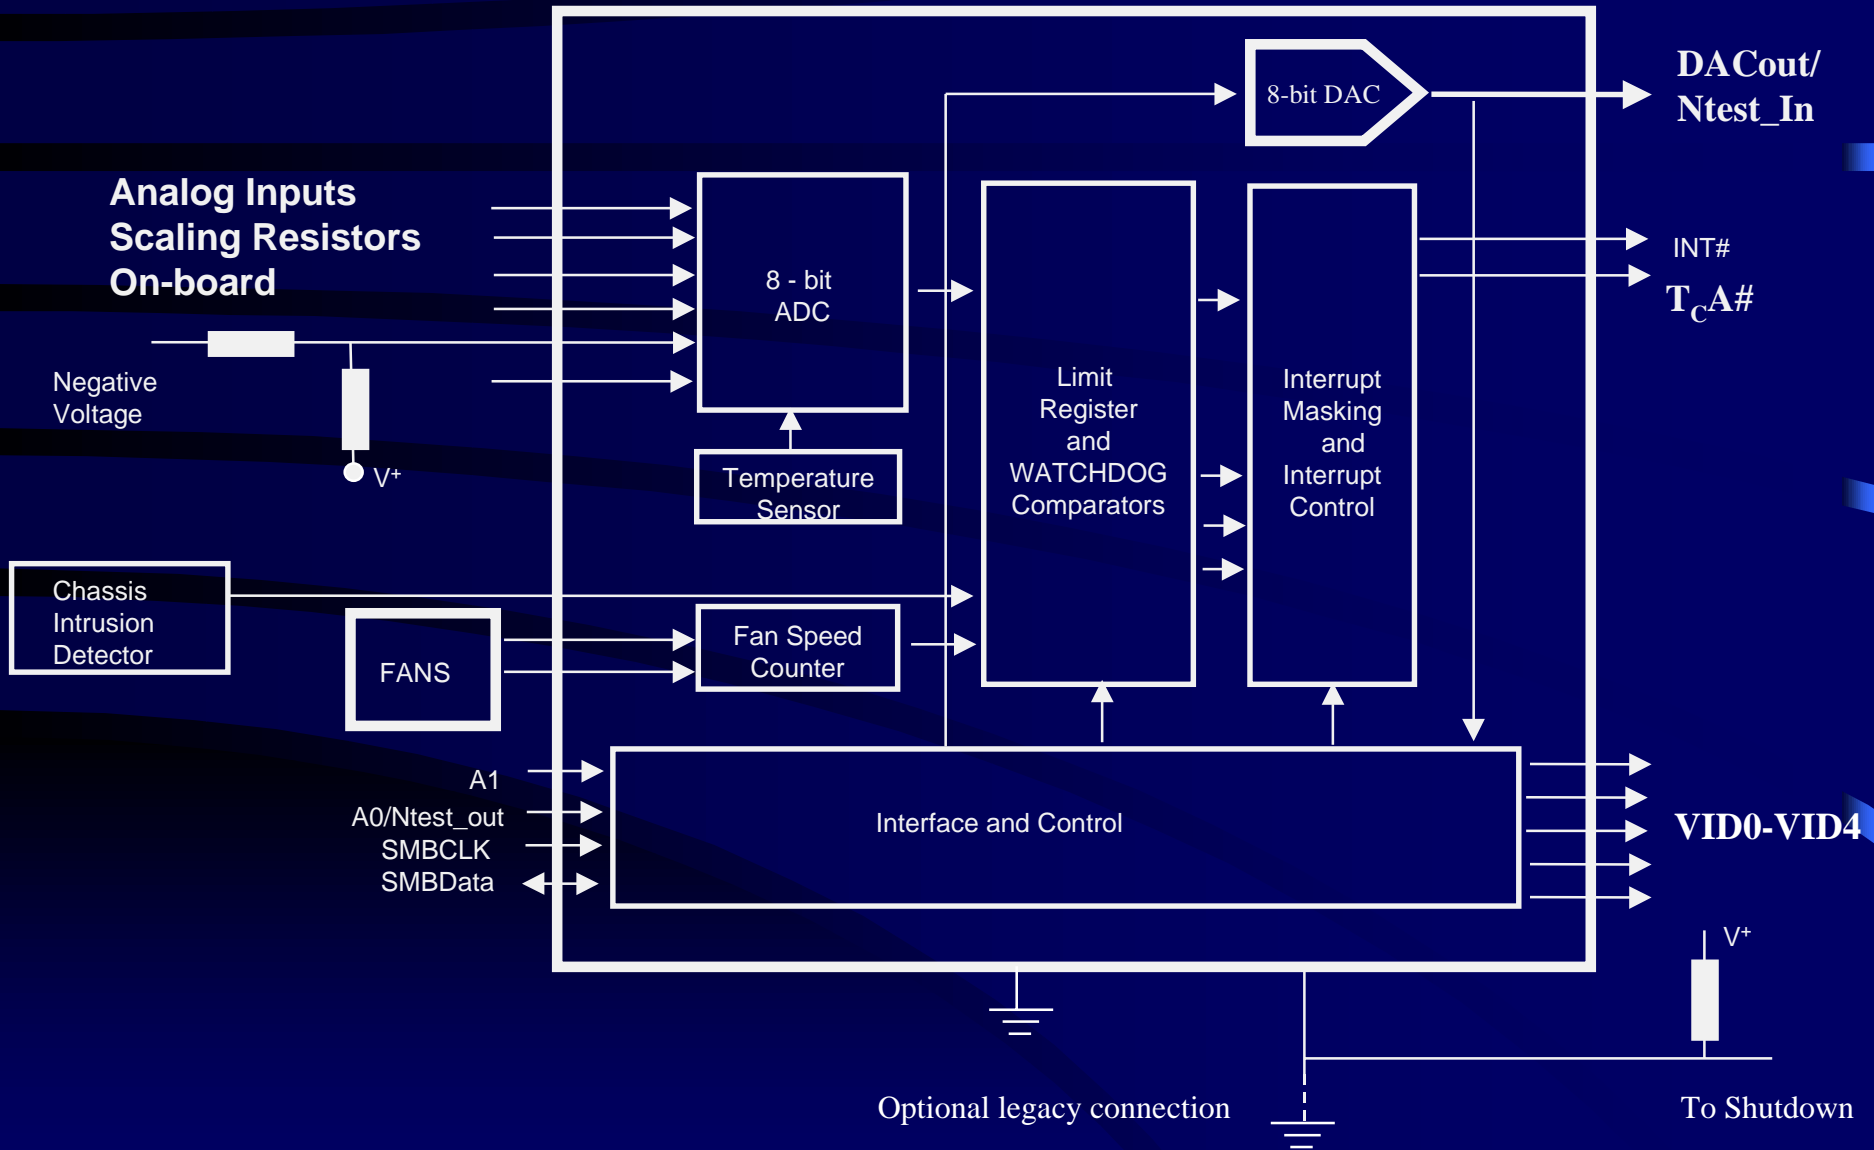 DACout/
Ntest_In
8-bit DAC
Analog Inputs
Scaling Resistors
On-board
INT#
TCA#
8 - bit
ADC
Negative
Voltage
V+
Limit
Register
and
WATCHDOG
Comparators
Interrupt
Masking
and
Interrupt
Control
Temperature
Sensor
Chassis
Intrusion
Detector
FANS
Fan Speed
Counter
A1
A0/Ntest_out
SMBCLK
SMBData
Interface and Control
VID0-VID4
V+
Optional legacy connection
To Shutdown